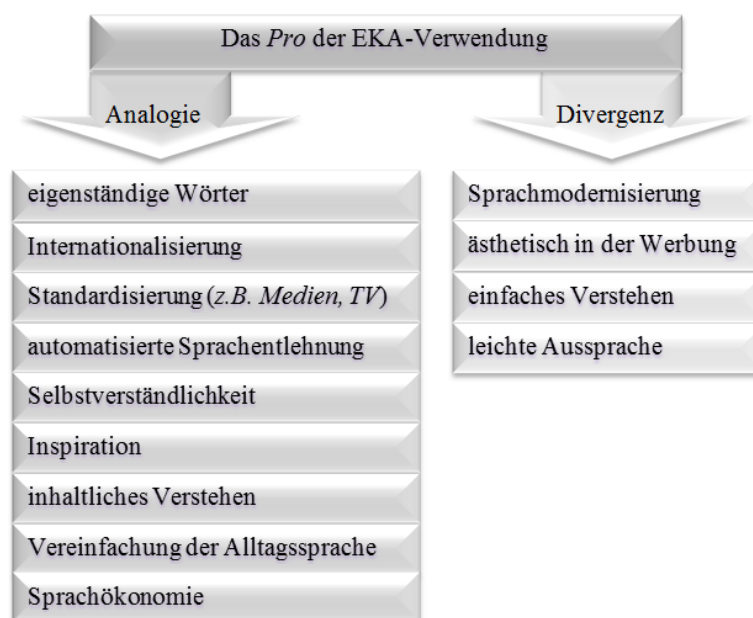 Das Pro der EKA-Verwendung
Analogie
eigenständige Wörter
Internationalisierung
Standardisierung (z.B. Medien, TV)
automatisierte Sprachentlehnung
Selbstverständlichkeit
Inspiration
inhaltliches Verstehen
Vereinfachung der Alltagssprache
Sprachökonomie
Divergenz
Sprachmodernisierung
ästhetisch in der Werbung
einfaches Verstehen
leichte Aussprache